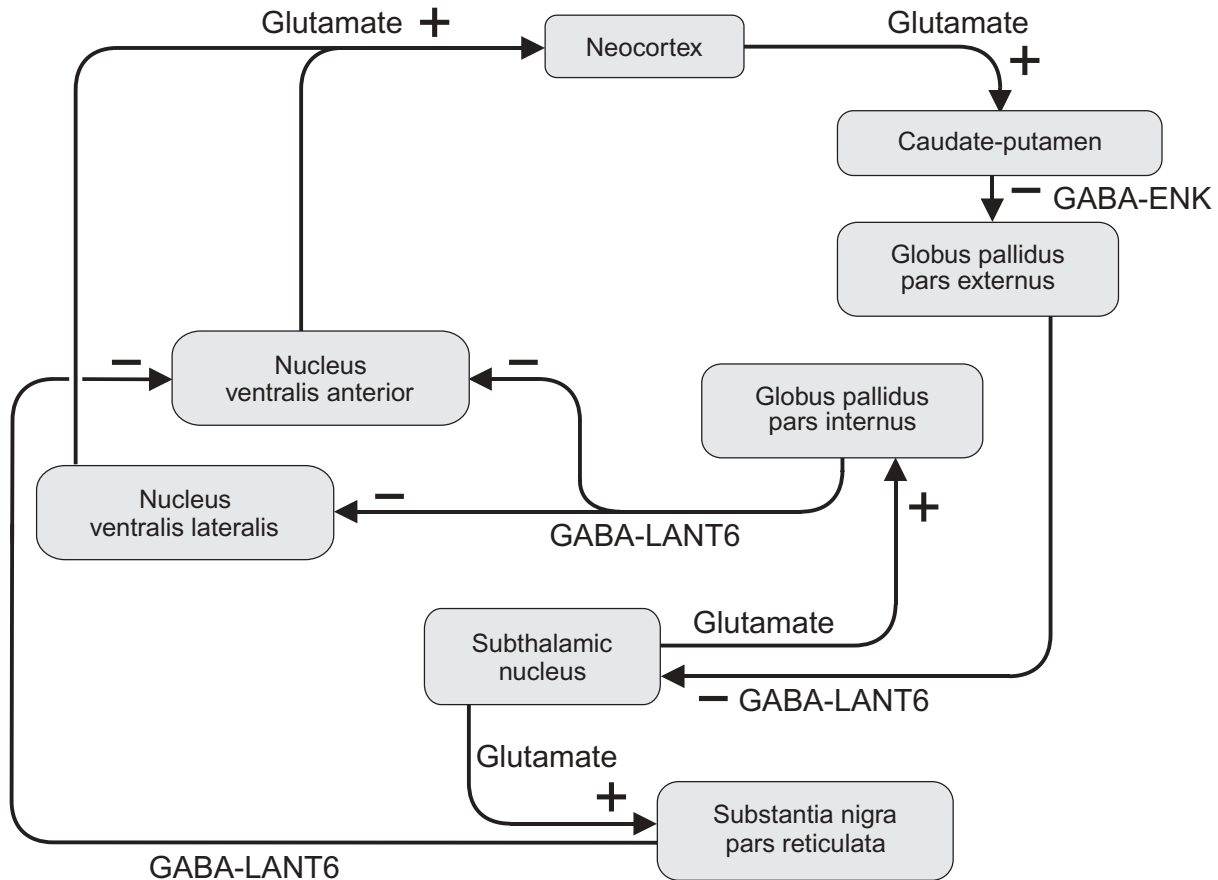 Glutamate +
Neocortex
Glutamate
+
Caudate-putamen
– GABA-ENK
Globus pallidus
pars externus
–
Nucleus
ventralis anterior
–
Globus pallidus
pars internus
Nucleus
ventralis lateralis
–
+
GABA-LANT6
Subthalamic
nucleus
Glutamate
– GABA-LANT6
Glutamate
+
Substantia nigra
pars reticulata
GABA-LANT6